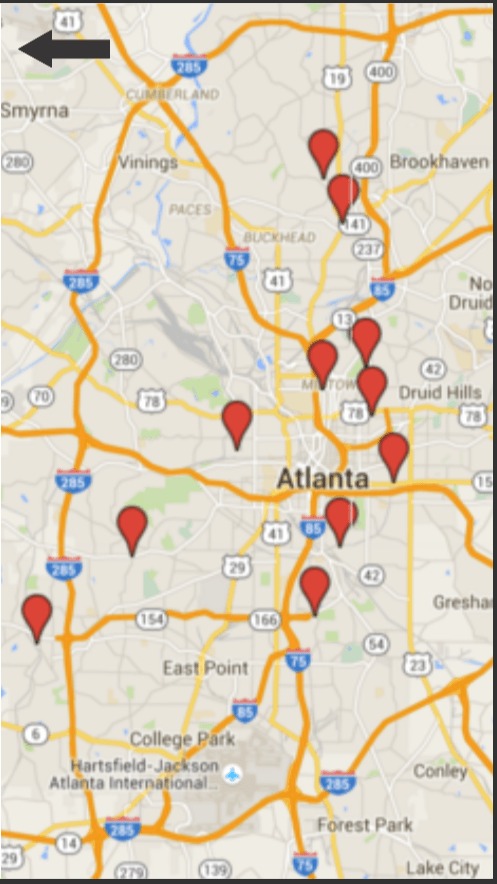 41
285
19
400
CUMBERLAND
Smyrna
280
Vinings
400
Brookhaven
PACES
141
BUCKHEAD
237
75
41
285
85
No
Druid
13
280
42
MIDTOWN
70
78
Druid Hills
78
78
Atlanta
285
15
85
41
285
29
42
Gresha
154
166
54
East Point
75
23
85
6
College Park
Hartsfield-Jackson
Atlanta International...
285
Conley
285
Forest Park
14
29
75
279
139
Lake City